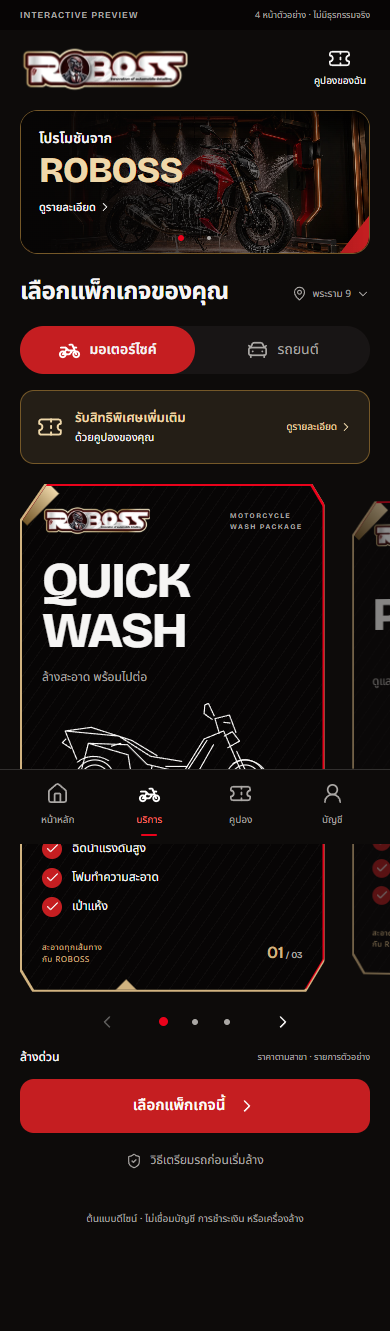 INTERACTIVE PREVIEW
4 หน้าตัวอย่าง · ไม่มีธุรกรรมจริง
ROBOSS
คูปองของฉัน
โปรโมชันจาก
ROBOSS
ดูรายละเอียด
เลือกแพ็กเกจของคุณ
พระราม 9
มอเตอร์ไซค์
รถยนต์
รับสิทธิพิเศษเพิ่มเติม
ด้วยคูปองของคุณ
ดูรายละเอียด
ROBOSS
MOTORCYCLE
WASH PACKAGE
QUICK
WASH
ล้างสะอาด พร้อมไปต่อ
หน้าหลัก
บริการ
คูปอง
บัญชี
ฉีดน้ำแรงดันสูง
โฟมทำความสะอาด
เป่าแห้ง
สะอาดทุกเส้นทาง
กับ ROBOSS
01 / 03
ล้างด่วน
ราคาตามสาขา · รายการตัวอย่าง
เลือกแพ็กเกจนี้
วิธีเตรียมรถก่อนเริ่มล้าง
ต้นแบบดีไซน์ · ไม่เชื่อมบัญชี การชำระเงิน หรือเครื่องล้าง